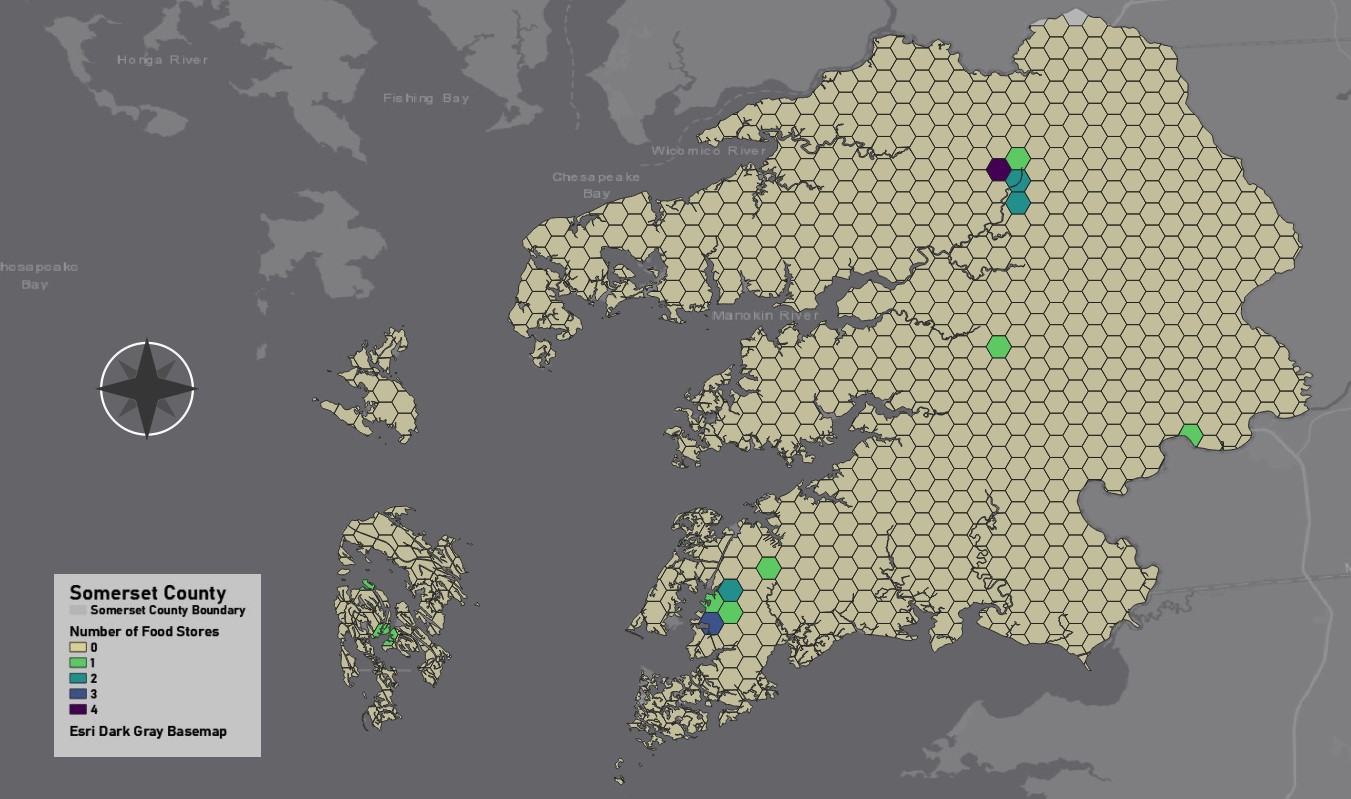 Honga River
Fishing Bay
Wicomico River
Chesapeake
Bay
hesapeake
Bay
Manokin River
Somerset County
Somerset County Boundary
Number of Food Stores
0
1
2
3
4
Esri Dark Gray Basemap